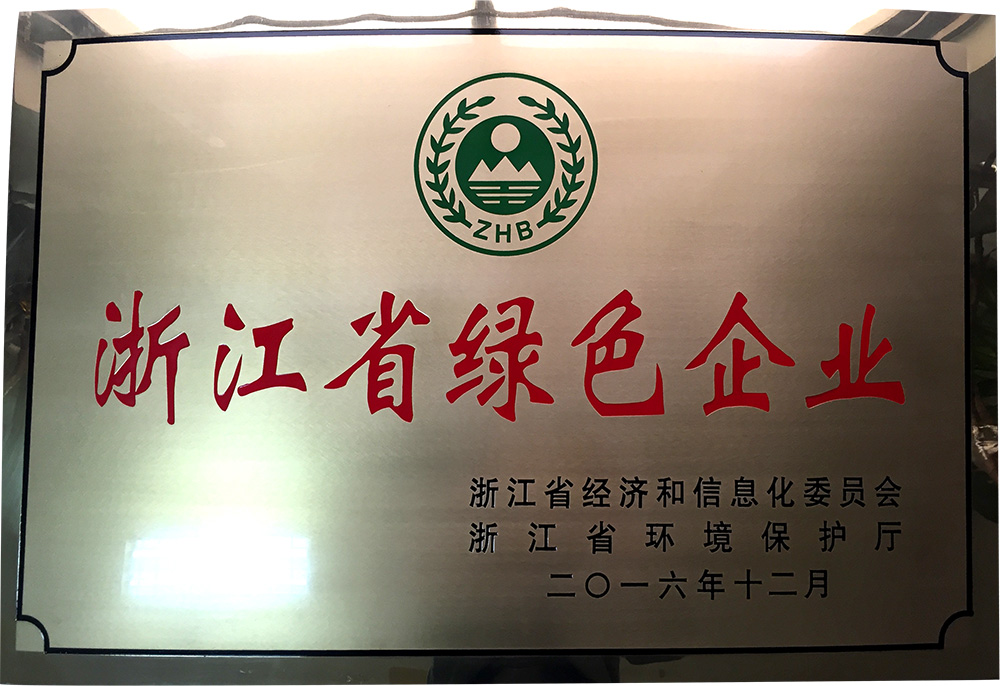 ZHB
浙江省绿色企业
浙江省经济和信息化委员会
浙江省环境保护厅
二〇一六年十二月